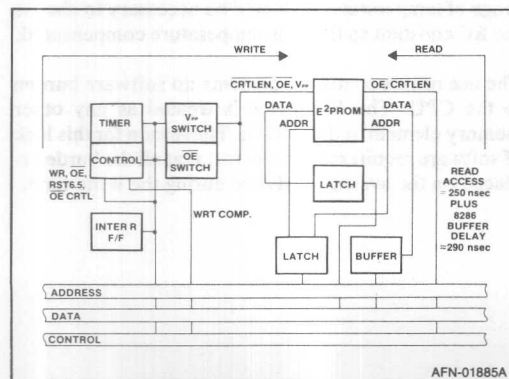 WRITE
READ
CRTLEN, OE, VPP
OE, CRTLEN
TIMER
VPP
SWITCH
DATA
ADDR
E²PROM
DATA
ADDR
CONTROL
OE
SWITCH
WR, OE,
RST6.5,
OE CRTL
LATCH
READ
ACCESS
= 250 nsec
PLUS
8286
BUFFER
DELAY
≈290 nsec
WRT COMP.
INTER R
F/F
LATCH
BUFFER
ADDRESS
DATA
CONTROL
AFN-01885A